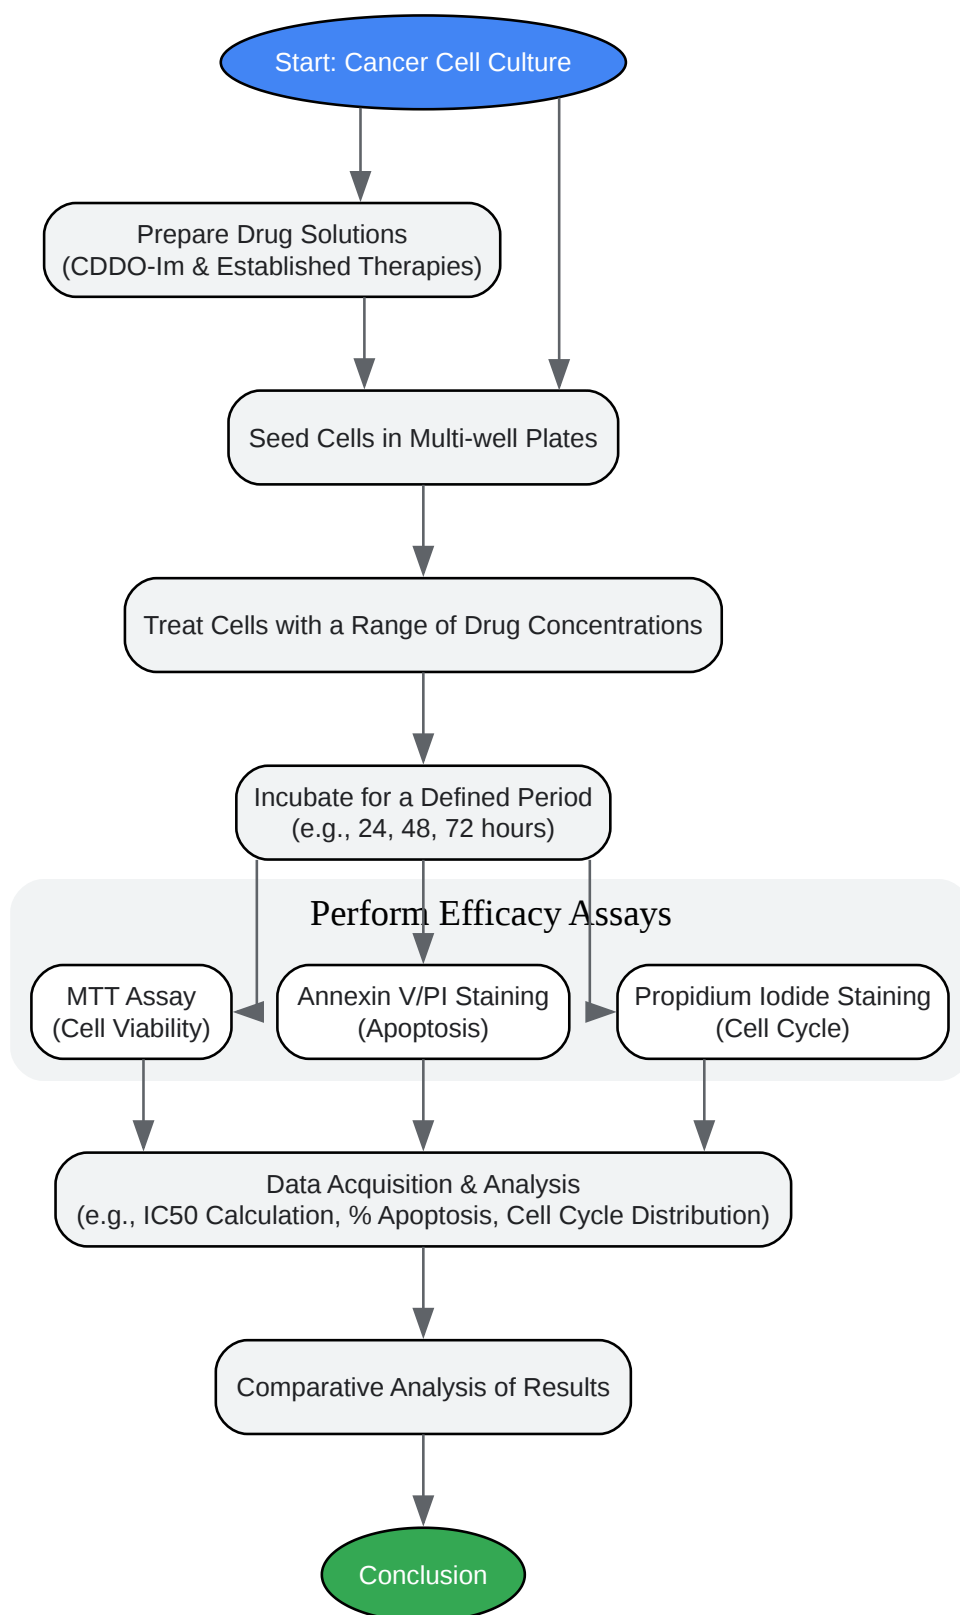 Start: Cancer Cell Culture
Prepare Drug Solutions
(CDDO-Im & Established Therapies)
Seed Cells in Multi-well Plates
Treat Cells with a Range of Drug Concentrations
Incubate for a Defined Period
(e.g., 24, 48, 72 hours)
Perform Efficacy Assays
MTT Assay
(Cell Viability)
Annexin V/PI Staining
(Apoptosis)
Propidium Iodide Staining
(Cell Cycle)
Data Acquisition & Analysis
(e.g., IC50 Calculation, % Apoptosis, Cell Cycle Distribution)
Comparative Analysis of Results
Conclusion